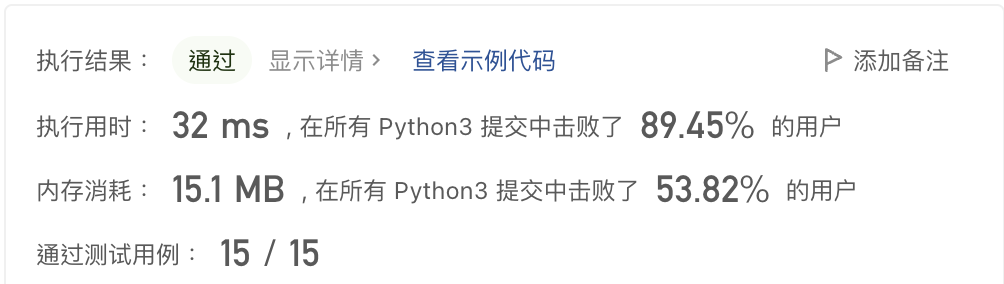 执行结果： 通过 显示详情 > 查看示例代码 添加备注
执行用时： 32 ms , 在所有 Python3 提交中击败了 89.45% 的用户
内存消耗： 15.1 MB , 在所有 Python3 提交中击败了 53.82% 的用户
通过测试用例： 15 / 15